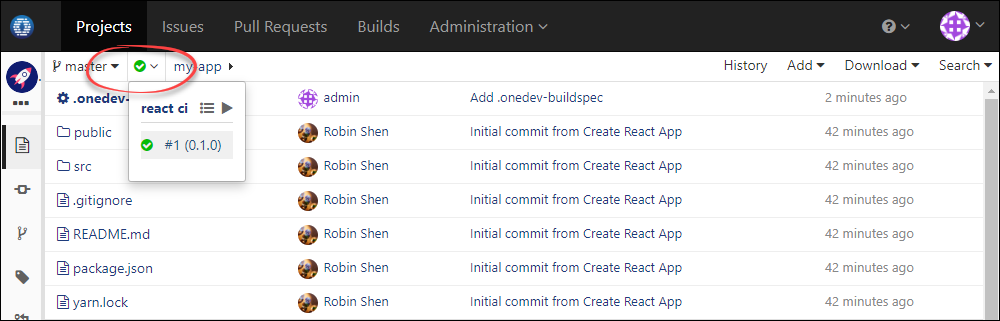 Projects Issues Pull Requests Builds Administration
master my app History Add Download Search
.onedev-buildspec admin Add .onedev-buildspec 2 minutes ago
react ci
#1 (0.1.0)
public Robin Shen Initial commit from Create React App 42 minutes ago
src Robin Shen Initial commit from Create React App 42 minutes ago
.gitignore Robin Shen Initial commit from Create React App 42 minutes ago
README.md Robin Shen Initial commit from Create React App 42 minutes ago
package.json Robin Shen Initial commit from Create React App 42 minutes ago
yarn.lock Robin Shen Initial commit from Create React App 42 minutes ago